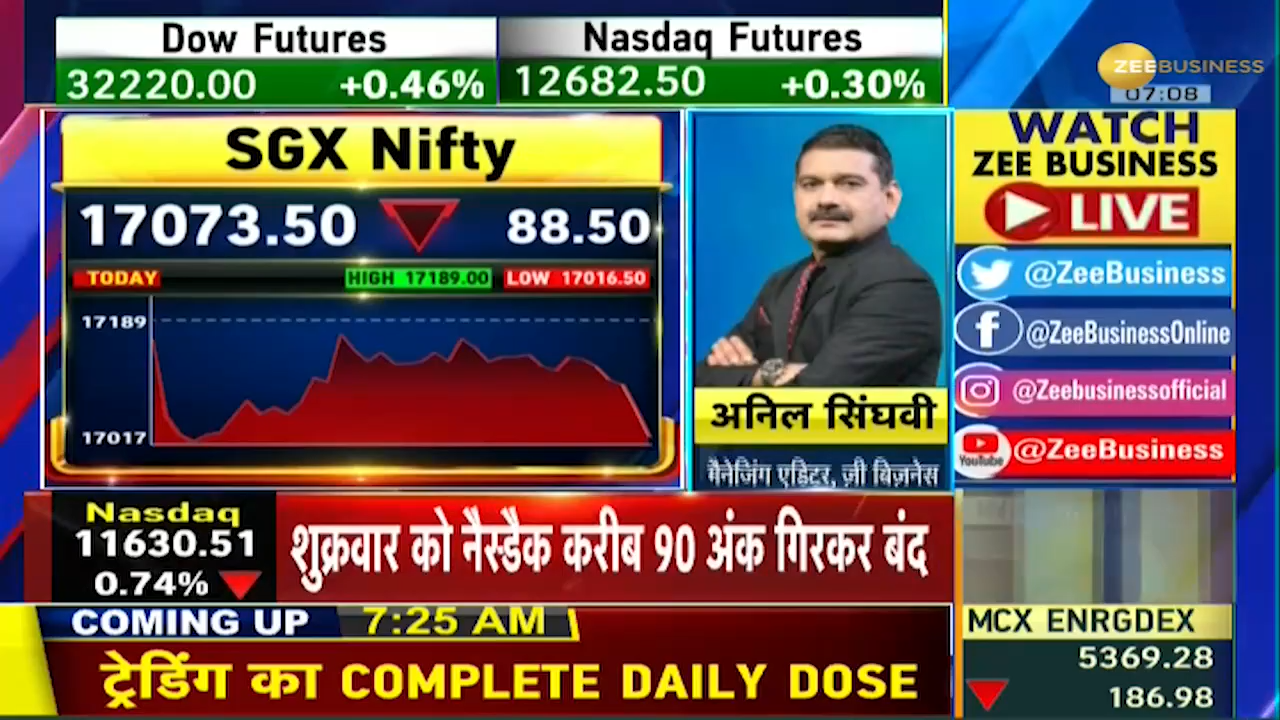 Dow Futures
32220.00 +0.46%
Nasdaq Futures
12682.50 +0.30%
ZEEBUSINESS
07:08
SGX Nifty
17073.50 88.50
TODAY HIGH 17189.00 LOW 17016.50
17189
17017
अनिल सिंघवी
मैनेजिंग एडिटर, ज़ी बिज़नेस
WATCH
ZEE BUSINESS
LIVE
@ZeeBusiness
@ZeeBusinessOnline
@Zeebusinessofficial
YouTube @ZeeBusiness
Nasdaq
11630.51
0.74%
शुक्रवार को नैस्डैक करीब 90 अंक गिरकर बंद
COMING UP 7:25 AM
ट्रेडिंग का COMPLETE DAILY DOSE
MCX ENRGDEX
5369.28
186.98